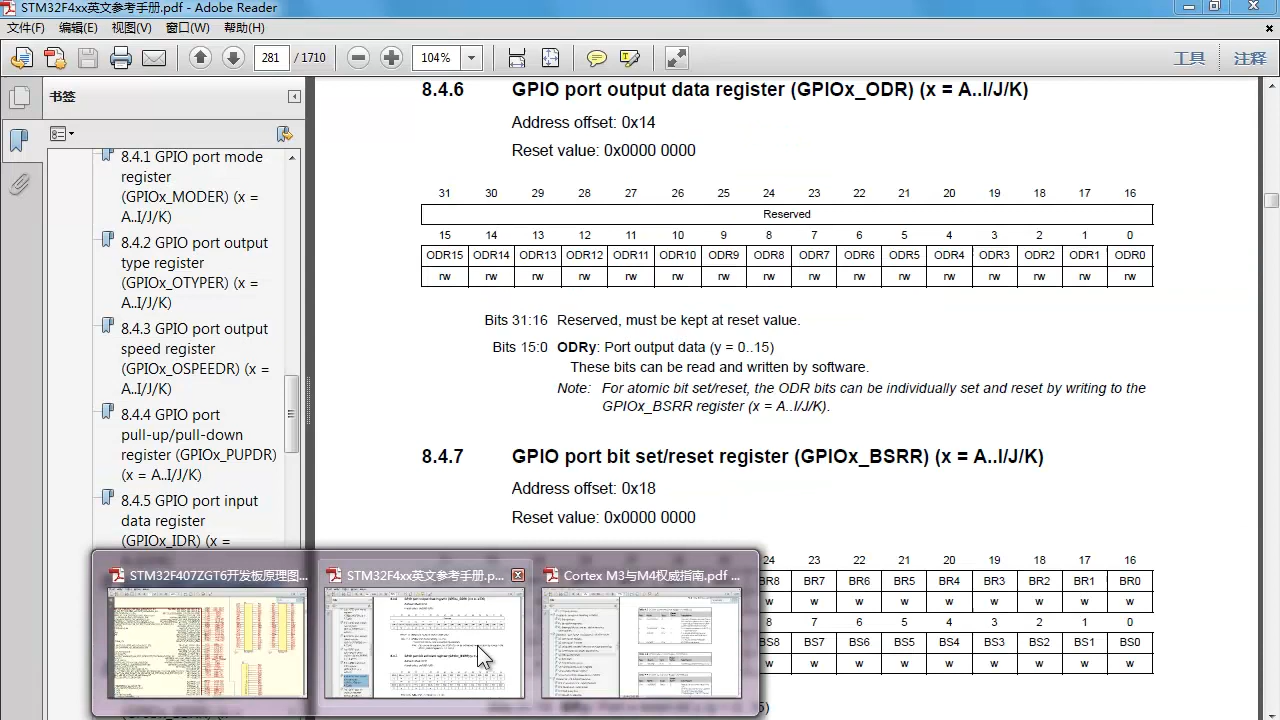 STM32F4xx英文参考手册.pdf - Adobe Reader
文件(F) 编辑(E) 视图(V) 窗口(W) 帮助(H)
281 / 1710 104% 工具 注释
书签
8.4.1 GPIO port mode
register
(GPIOx_MODER) (x =
A..I/J/K)
8.4.2 GPIO port output
type register
(GPIOx_OTYPER) (x =
A..I/J/K)
8.4.3 GPIO port output
speed register
(GPIOx_OSPEEDR) (x =
A..I/J/K)
8.4.4 GPIO port
pull-up/pull-down
register (GPIOx_PUPDR)
(x = A..I/J/K)
8.4.5 GPIO port input
data register
(GPIOx_IDR) (x =
8.4.6 GPIO port output data register (GPIOx_ODR) (x = A..I/J/K)
Address offset: 0x14
Reset value: 0x0000 0000
31 30 29 28 27 26 25 24 23 22 21 20 19 18 17 16
Reserved
15 14 13 12 11 10 9 8 7 6 5 4 3 2 1 0
ODR15 ODR14 ODR13 ODR12 ODR11 ODR10 ODR9 ODR8 ODR7 ODR6 ODR5 ODR4 ODR3 ODR2 ODR1 ODR0
rw rw rw rw rw rw rw rw rw rw rw rw rw rw rw rw
Bits 31:16 Reserved, must be kept at reset value.
Bits 15:0 ODRy: Port output data (y = 0..15)
These bits can be read and written by software.
Note: For atomic bit set/reset, the ODR bits can be individually set and reset by writing to the
GPIOx_BSRR register (x = A..I/J/K).
8.4.7 GPIO port bit set/reset register (GPIOx_BSRR) (x = A..I/J/K)
Address offset: 0x18
Reset value: 0x0000 0000
23 22 21 20 19 18 17 16
BR7 BR6 BR5 BR4 BR3 BR2 BR1 BR0
w w w w w w w w
7 6 5 4 3 2 1 0
BS7 BS6 BS5 BS4 BS3 BS2 BS1 BS0
w w w w w w w w
STM32F407ZGT6开发板原理图...
STM32F4xx英文参考手册.p...
Cortex M3与M4权威指南.pdf ...